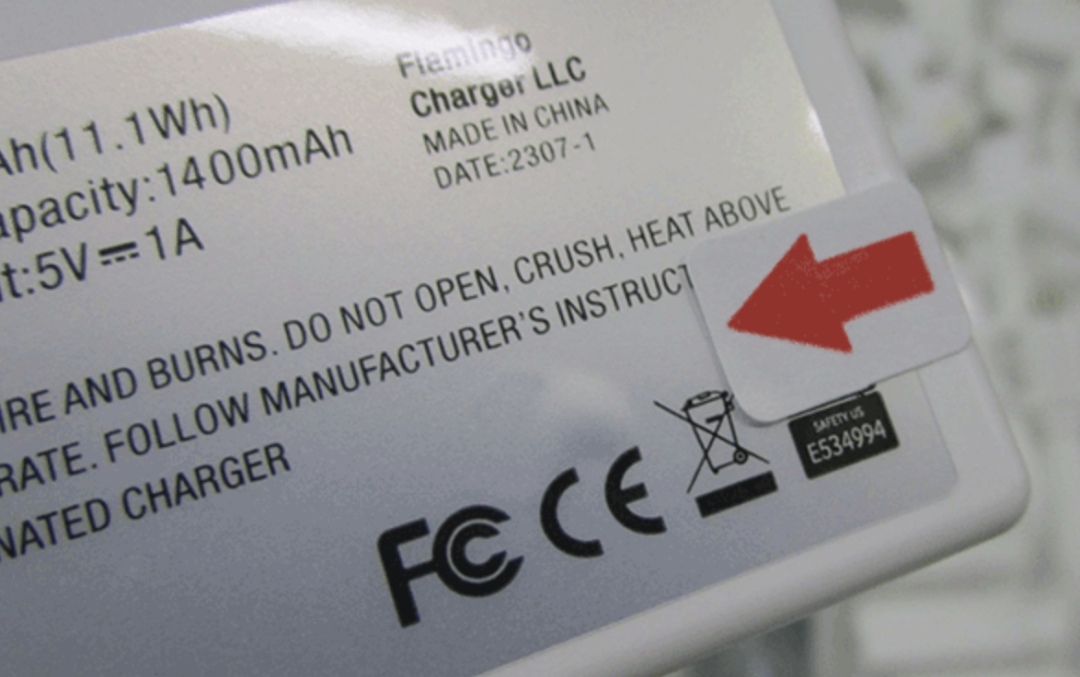 Ah(11.1Wh)
apacity:1400mAh
t:5V⎓1A
Flamingo
Charger LLC
MADE IN CHINA
DATE:2307-1
IRE AND BURNS. DO NOT OPEN, CRUSH, HEAT ABOVE
RATE. FOLLOW MANUFACTURER'S INSTRUCT
NATED CHARGER
FC CE
SAFETY US
E534994